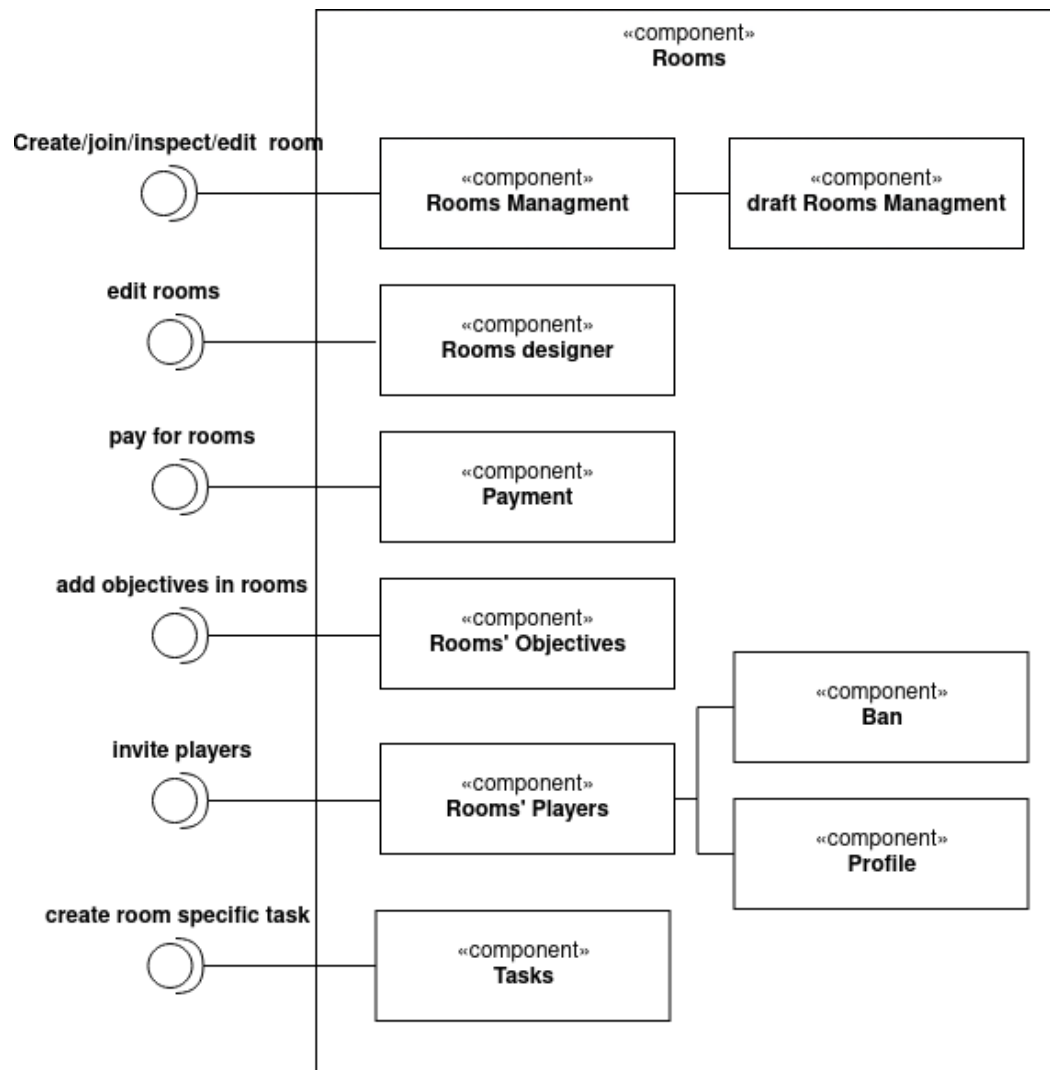 «component»
Rooms
Create/join/inspect/edit room
«component»
Rooms Managment
«component»
draft Rooms Managment
edit rooms
«component»
Rooms designer
pay for rooms
«component»
Payment
add objectives in rooms
«component»
Rooms' Objectives
«component»
Ban
invite players
«component»
Rooms' Players
«component»
Profile
create room specific task
«component»
Tasks